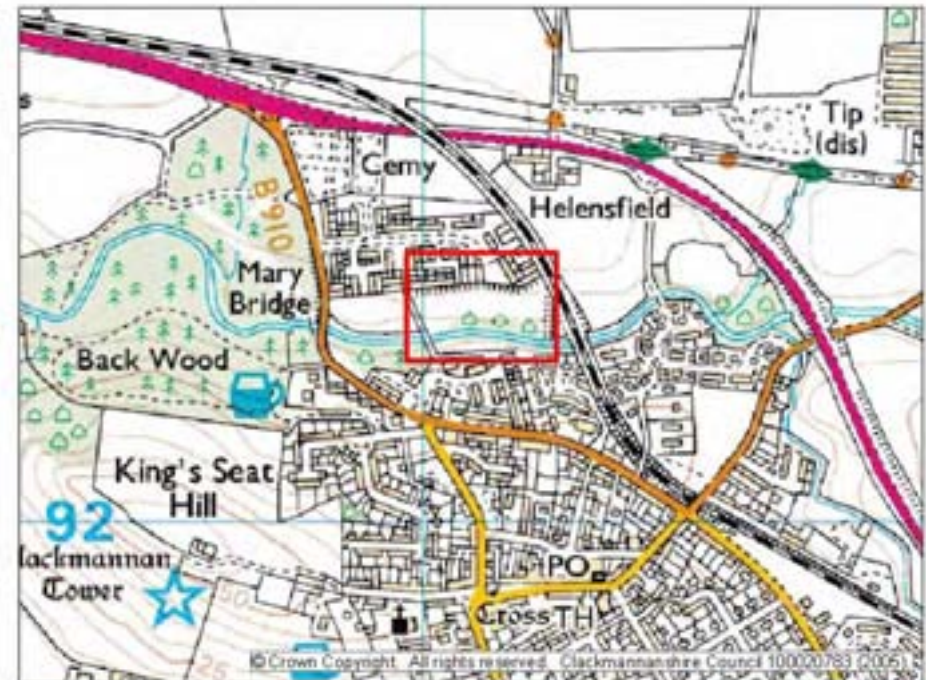 s
Tip
(dis)
Cemy
Helensfield
B 910
Mary
Bridge
Back Wood
King's Seat
Hill
92
lackmannan
Tower
50
25
PO
Cross TH
© Crown Copyright. All rights reserved. Clackmannanshire Council 100020783 (2005)